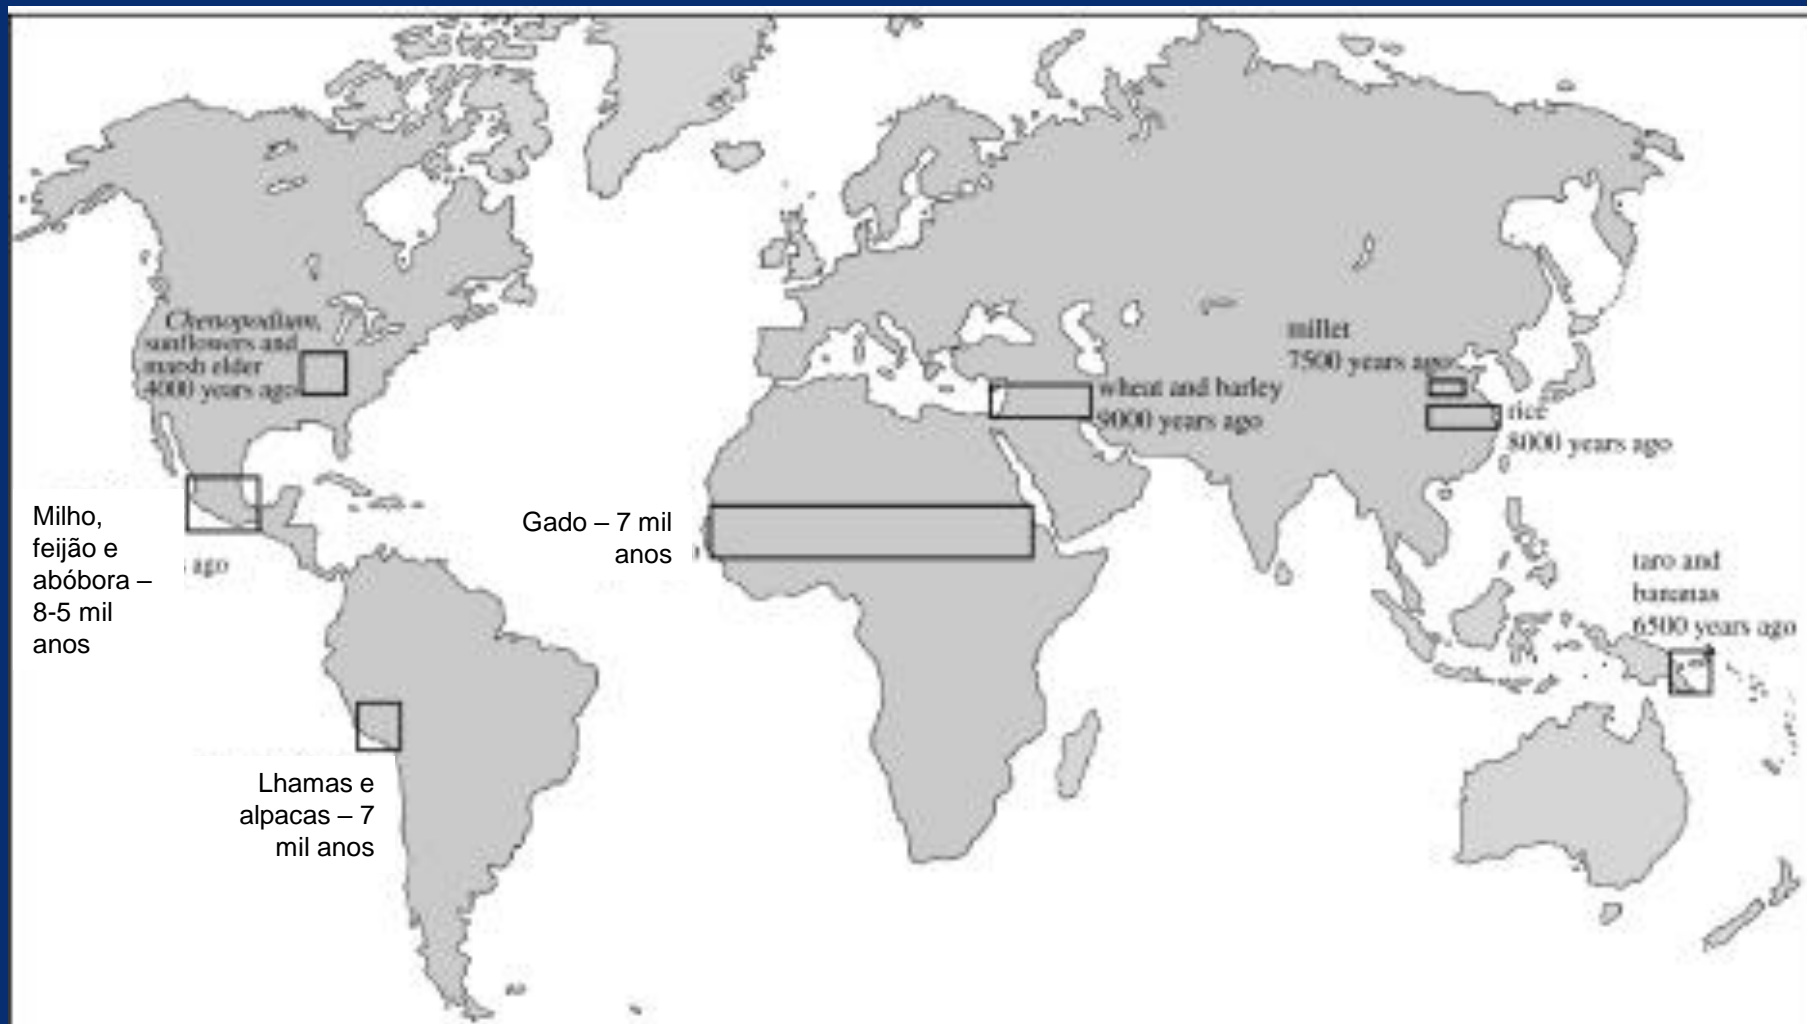 Chenopodium,
sunflowers and
marsh elder
4000 years ago
millet
7500 years ago
wheat and barley
9000 years ago
rice
8000 years ago
Milho,
feijão e
abóbora –
8-5 mil
anos
ago
Gado – 7 mil
anos
taro and
bananas
6500 years ago
Lhamas e
alpacas – 7
mil anos